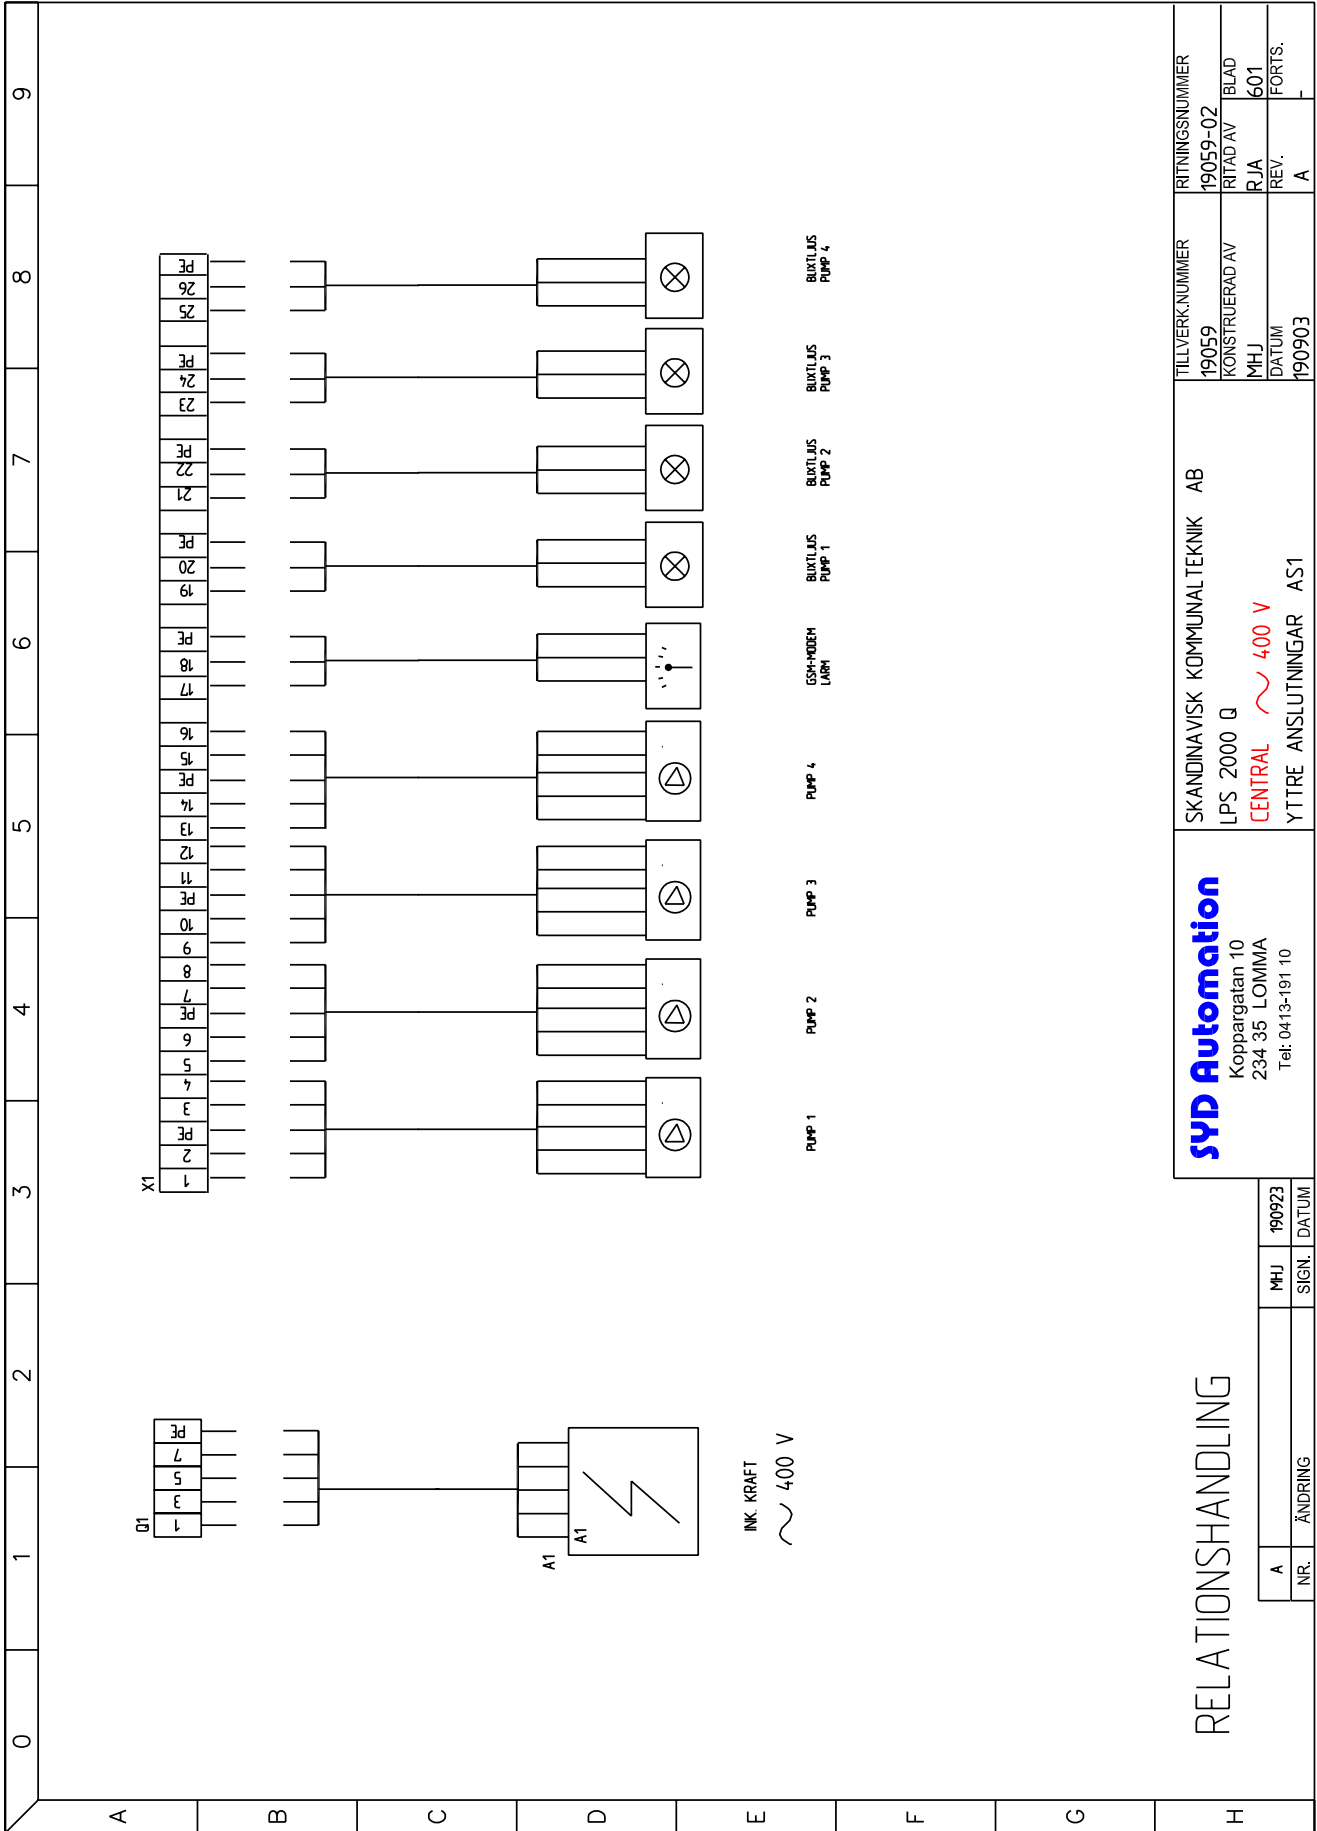 0 1 2 3 4 5 6 7 8 9
A
B
C
D
E
F
G
H
Q1
1 3 5 7 PE
X1
1 2 PE 3 4 5 6 PE 7 8 9 10 PE 11 12 13 14 PE 15 16 17 18 PE 19 20 PE 21 22 PE 23 24 PE 25 26 PE
A1
A1
INK. KRAFT
~ 400 V
PUMP 1
PUMP 2
PUMP 3
PUMP 4
GSM-MODEM
LARM
BLIXTLJUS
PUMP 1
BLIXTLJUS
PUMP 2
BLIXTLJUS
PUMP 3
BLIXTLJUS
PUMP 4
RELATIONSHANDLING
A MHJ 190923
NR. ÄNDRING SIGN. DATUM
SYD Automation
Koppargatan 10
234 35 LOMMA
Tel: 0413-191 10
SKANDINAVISK KOMMUNALTEKNIK AB
LPS 2000 Q
CENTRAL ~ 400 V
YTTRE ANSLUTNINGAR AS1
TILLVERK.NUMMER
19059
KONSTRUERAD AV
MHJ
DATUM
190903
RITNINGSNUMMER
19059-02
RITAD AV
RJA
BLAD
601
REV.
A
FORTS.
-